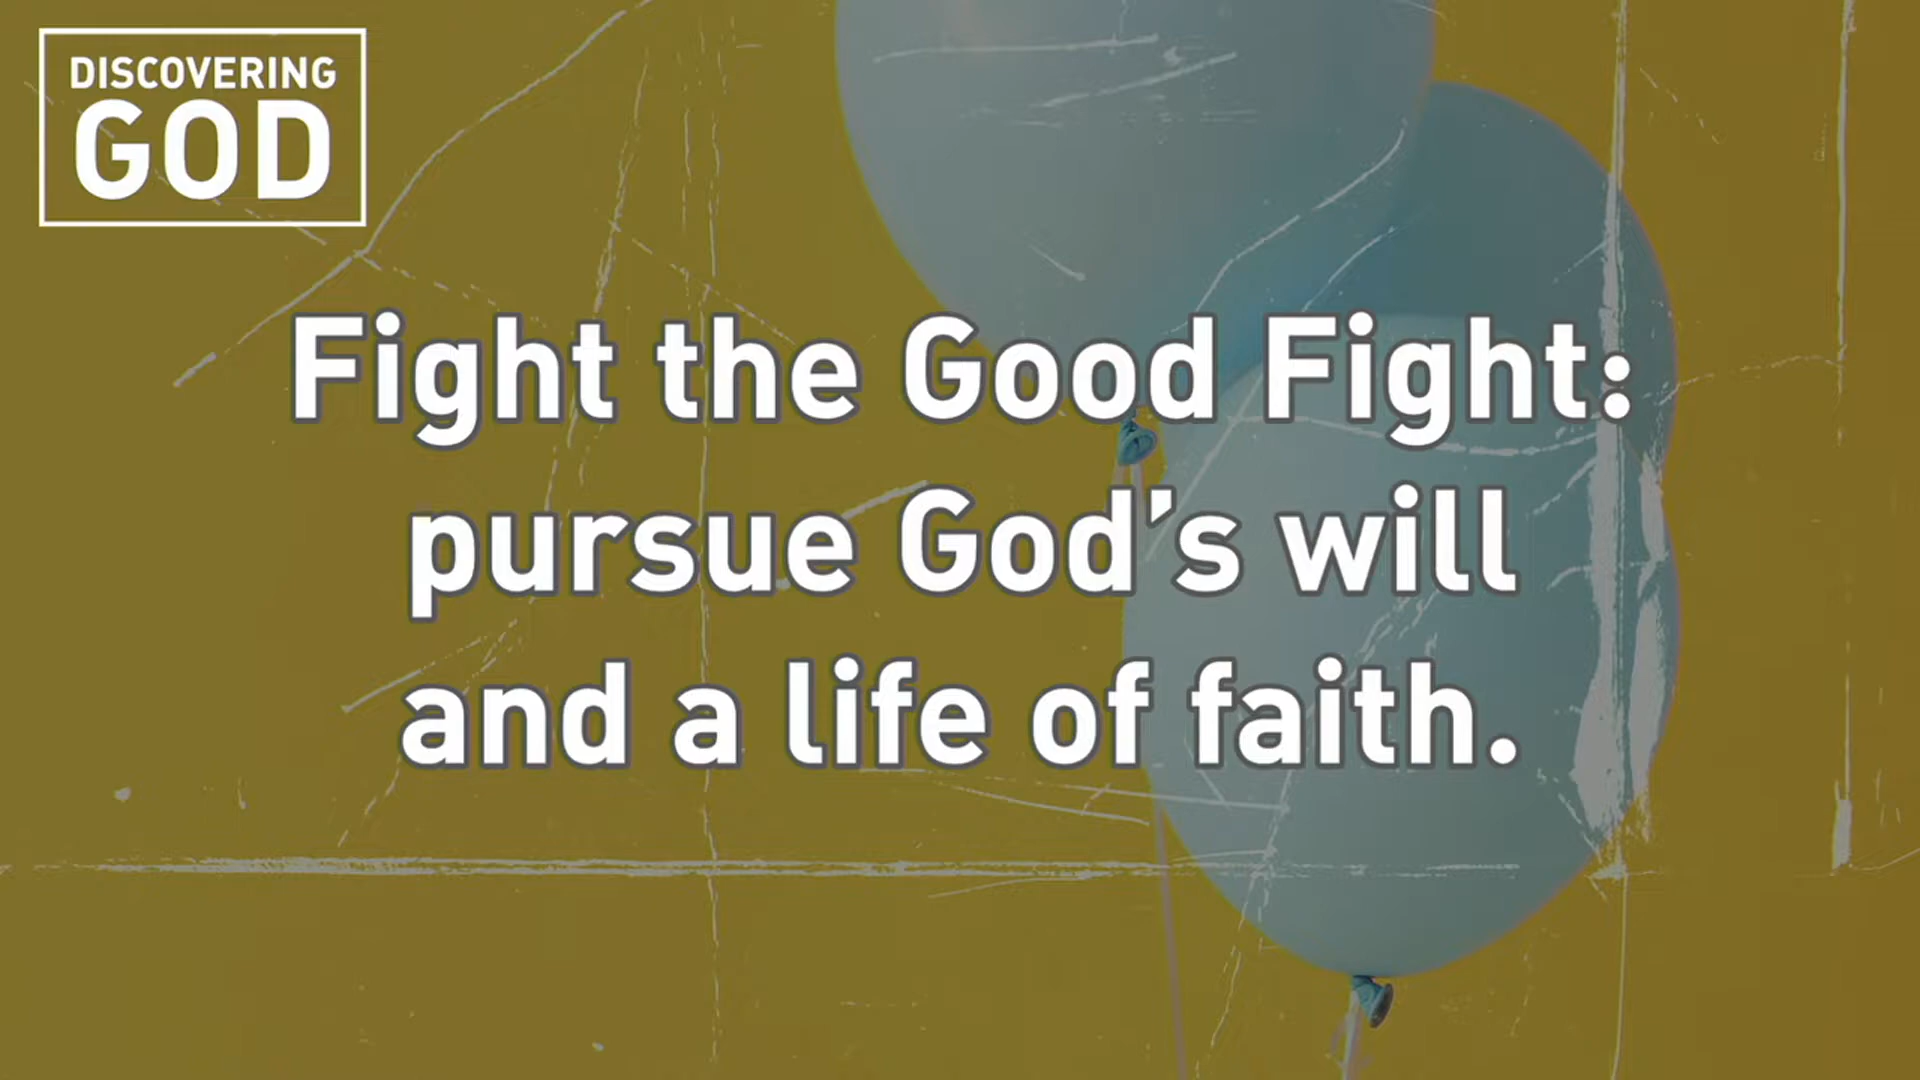 DISCOVERING
GOD
Fight the Good Fight:
pursue God’s will
and a life of faith.